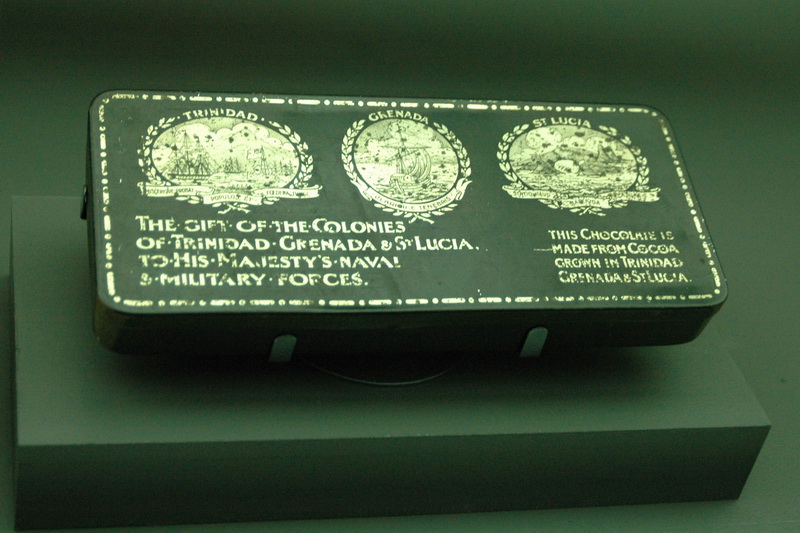 TRINIDAD
GRENADA
ST LUCIA
THE·GIFT·OF·THE·COLONIES
OF·TRINIDAD·GRENADA & ST LUCIA.
TO·HIS·MAJESTY'S·NAVAL
&·MILITARY·FORCES.
THIS CHOCOLATE IS
MADE FROM COCOA
GROWN IN TRINIDAD
GRENADA & ST LUCIA.